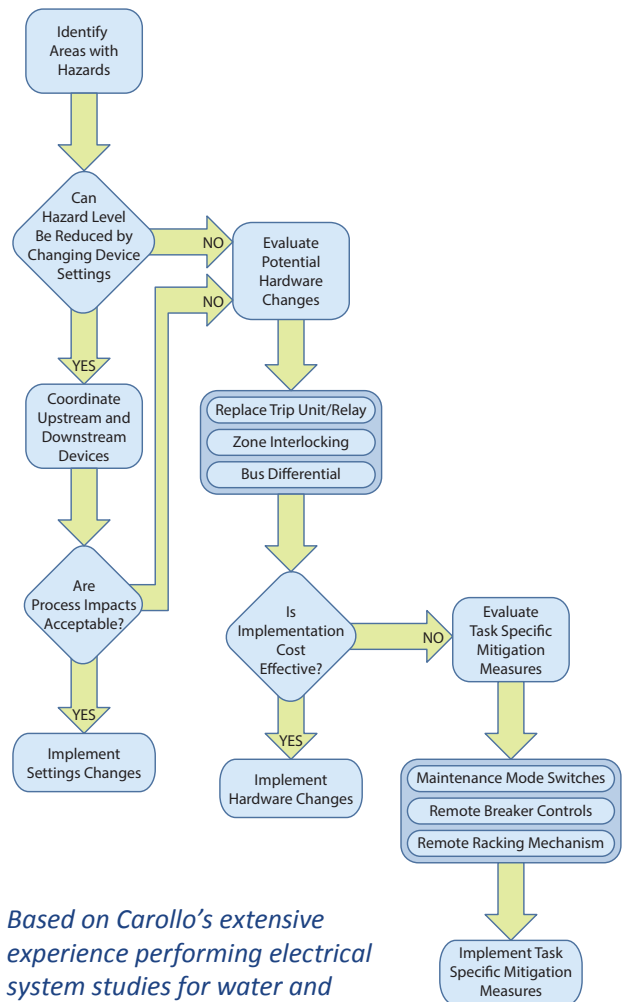 Identify
Areas with
Hazards
Can
Hazard Level
Be Reduced by
Changing Device
Settings
NO
YES
Coordinate
Upstream and
Downstream
Devices
Are
Process Impacts
Acceptable?
NO
YES
Implement
Settings Changes
Evaluate
Potential
Hardware
Changes
Replace Trip Unit/Relay
Zone Interlocking
Bus Differential
Is
Implementation
Cost
Effective?
NO
YES
Implement
Hardware Changes
Evaluate
Task Specific
Mitigation
Measures
Maintenance Mode Switches
Remote Breaker Controls
Remote Racking Mechanism
Implement Task
Specific Mitigation
Measures
Based on Carollo’s extensive
experience performing electrical
system studies for water and